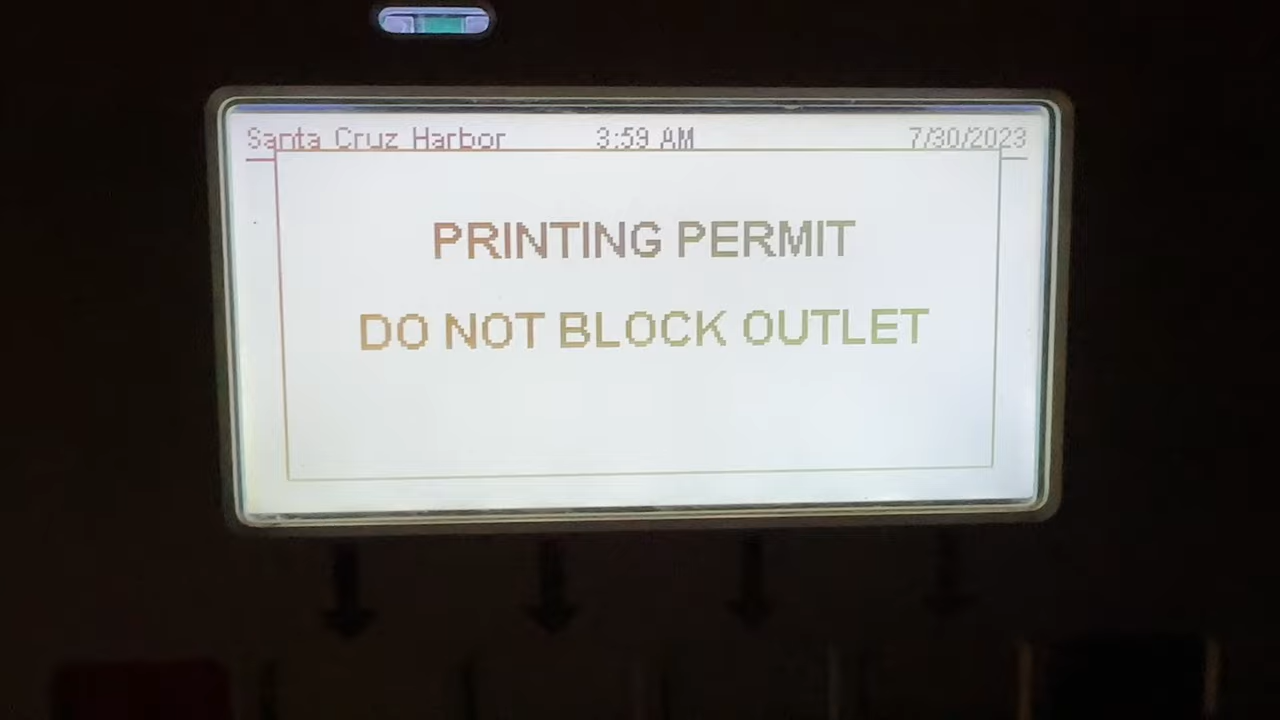 Santa Cruz Harbor 3:59 AM 7/30/2023
PRINTING PERMIT
DO NOT BLOCK OUTLET